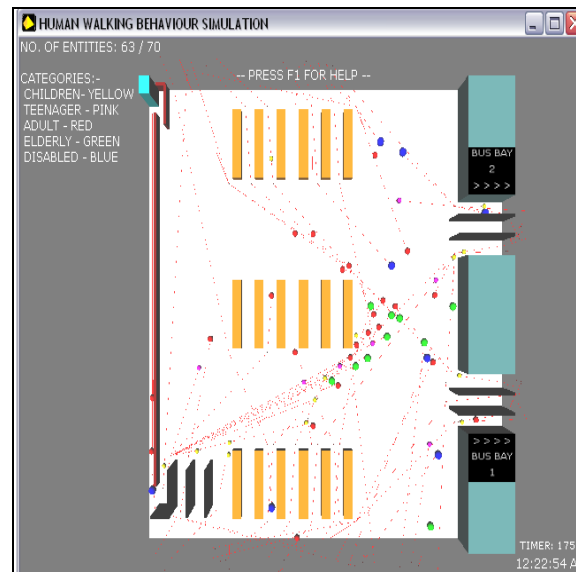 HUMAN WALKING BEHAVIOUR SIMULATION
NO. OF ENTITIES: 63 / 70
-- PRESS F1 FOR HELP --
CATEGORIES:-
CHILDREN- YELLOW
TEENAGER - PINK
ADULT - RED
ELDERLY - GREEN
DISABLED - BLUE
BUS BAY
2
> > > >
> > > >
BUS BAY
1
TIMER: 175
12:22:54 A